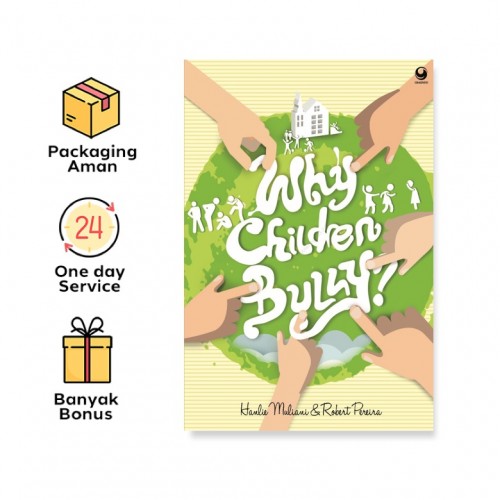 Packaging
Aman
24
One day
Service
Banyak
Bonus
Why
Children
Bully?
Hanlie Muliani & Robert Pereira